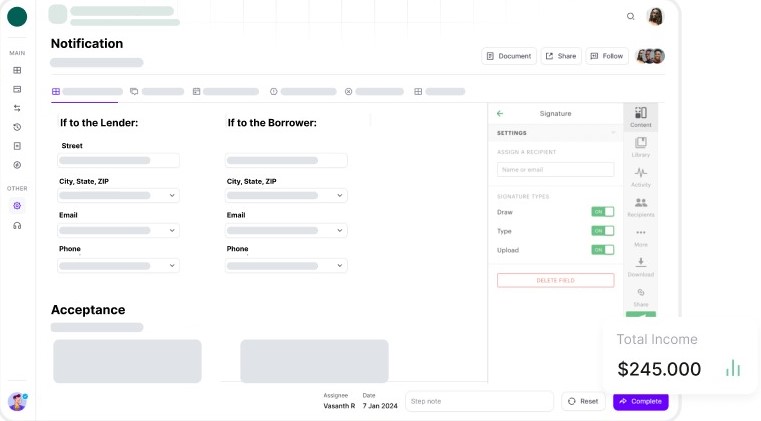 MAIN
OTHER
Notification
Document
Share
Follow
If to the Lender:
If to the Borrower:
Street
City, State, ZIP
City, State, ZIP
Email
Email
Phone
Phone
Acceptance
Signature
SETTINGS
ASSIGN A RECIPIENT
Name or email
SIGNATURE TYPES
Draw
ON
Type
ON
Upload
ON
DELETE FIELD
Content
Library
Activity
Recipients
More
Download
Share
Total Income
$245.000
Assignee
Vasanth R
Date
7 Jan 2024
Step note
Reset
Complete